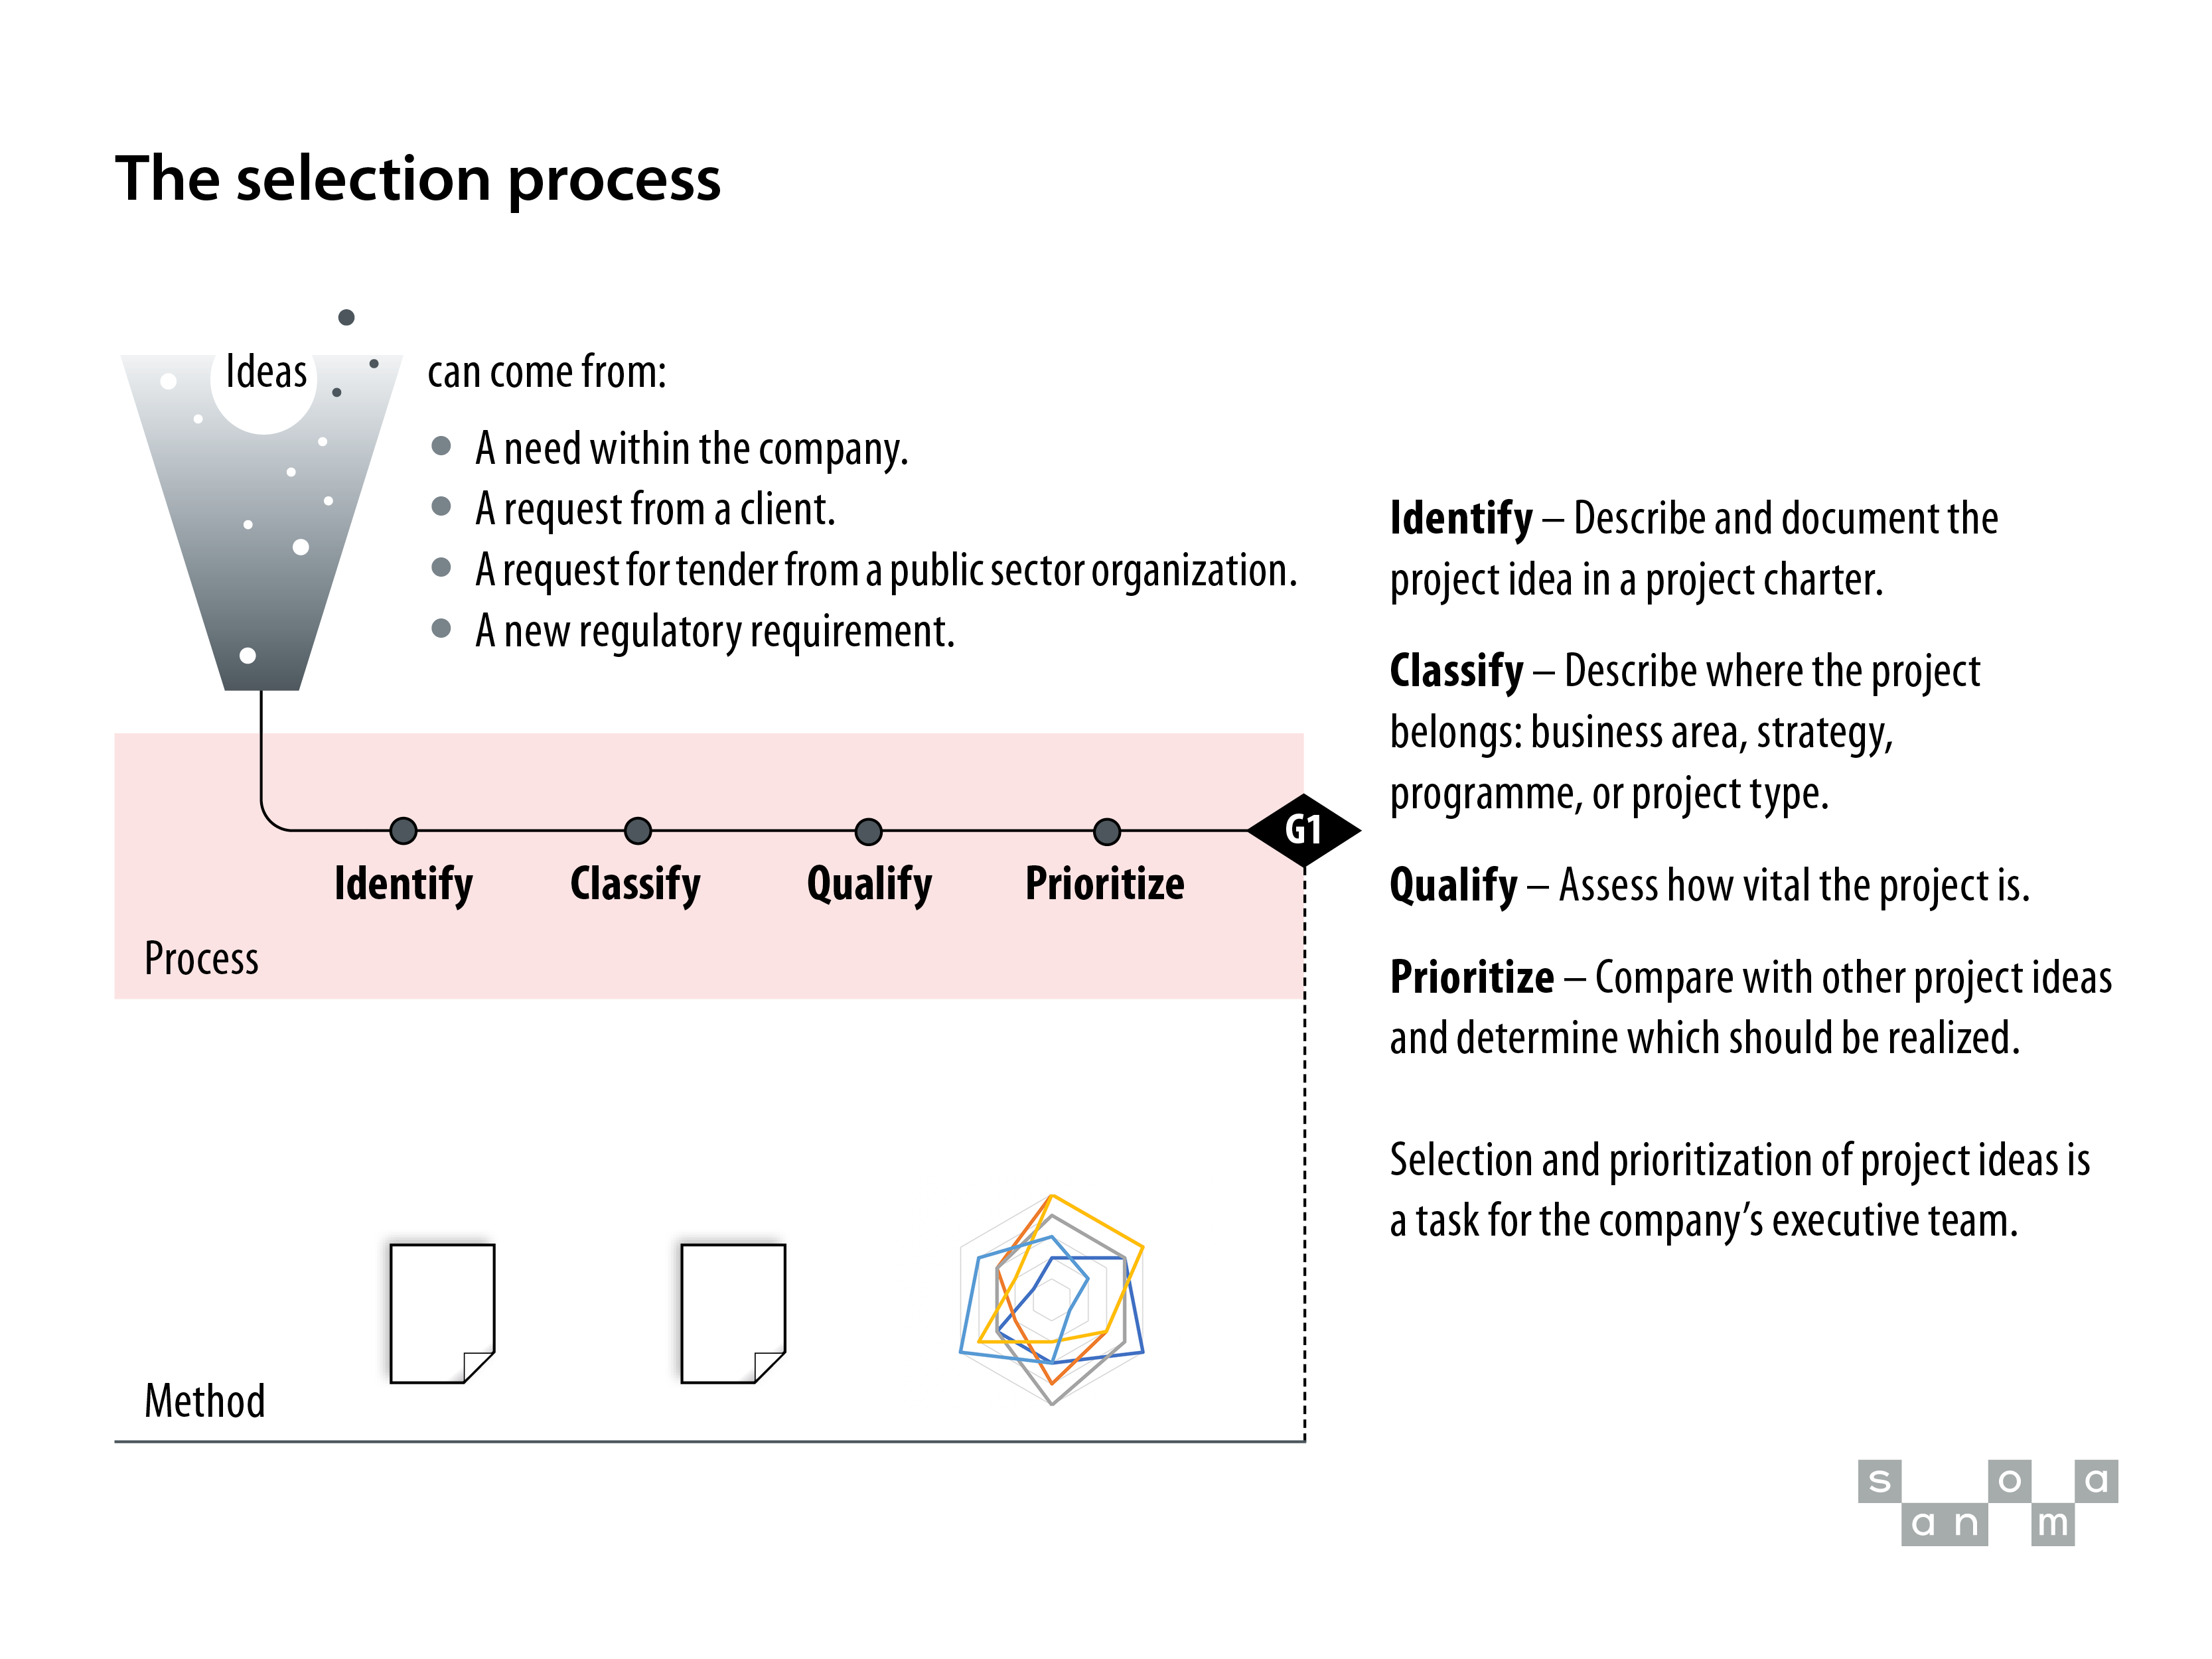 The selection process
Ideas can come from:
A need within the company.
A request from a client.
A request for tender from a public sector organization.
A new regulatory requirement.
G1
Identify Classify Qualify Prioritize
Process
Method
Identify – Describe and document the
project idea in a project charter.
Classify – Describe where the project
belongs: business area, strategy,
programme, or project type.
Qualify – Assess how vital the project is.
Prioritize – Compare with other project ideas
and determine which should be realized.
Selection and prioritization of project ideas is
a task for the company’s executive team.
sanoma